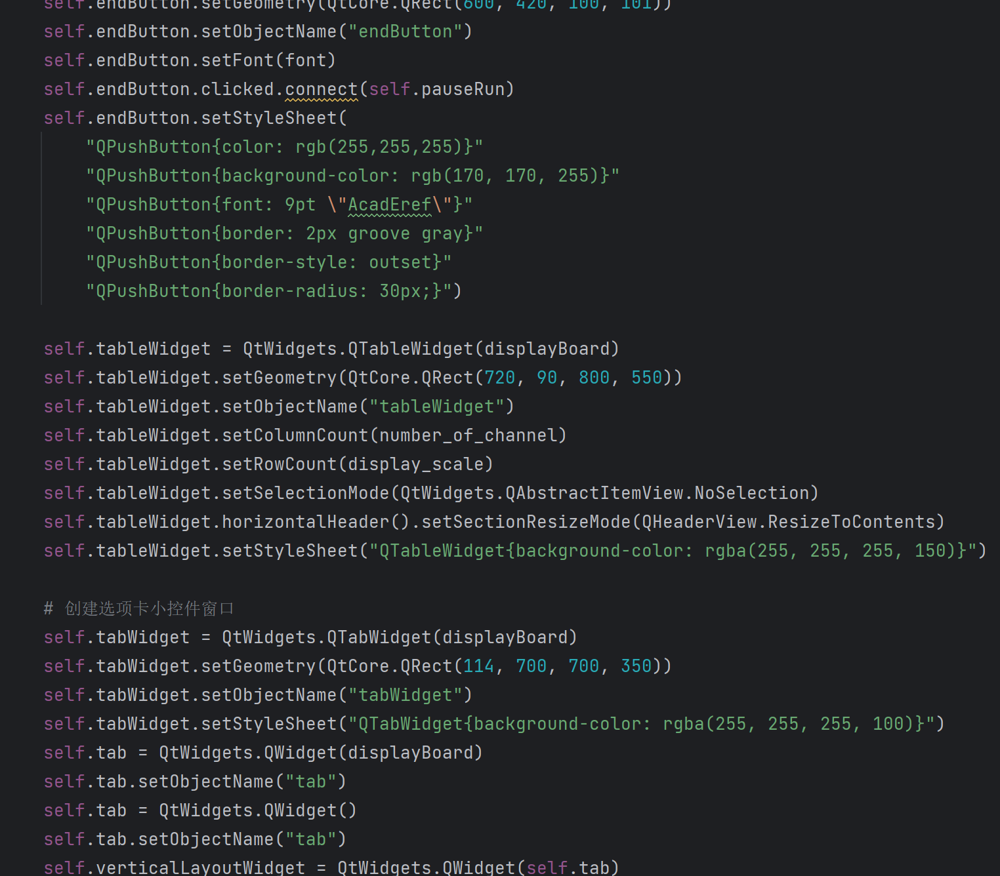 self.endButton.setGeometry(QtCore.QRect(600, 420, 100, 101))
self.endButton.setObjectName("endButton")
self.endButton.setFont(font)
self.endButton.clicked.connect(self.pauseRun)
self.endButton.setStyleSheet(
    "QPushButton{color: rgb(255,255,255)}"
    "QPushButton{background-color: rgb(170, 170, 255)}"
    "QPushButton{font: 9pt \"AcadEref\"}"
    "QPushButton{border: 2px groove gray}"
    "QPushButton{border-style: outset}"
    "QPushButton{border-radius: 30px;}")
self.tableWidget = QtWidgets.QTableWidget(displayBoard)
self.tableWidget.setGeometry(QtCore.QRect(720, 90, 800, 550))
self.tableWidget.setObjectName("tableWidget")
self.tableWidget.setColumnCount(number_of_channel)
self.tableWidget.setRowCount(display_scale)
self.tableWidget.setSelectionMode(QtWidgets.QAbstractItemView.NoSelection)
self.tableWidget.horizontalHeader().setSectionResizeMode(QHeaderView.ResizeToContents)
self.tableWidget.setStyleSheet("QTableWidget{background-color: rgba(255, 255, 255, 150)}")
# 创建选项卡小控件窗口
self.tabWidget = QtWidgets.QTabWidget(displayBoard)
self.tabWidget.setGeometry(QtCore.QRect(114, 700, 700, 350))
self.tabWidget.setObjectName("tabWidget")
self.tabWidget.setStyleSheet("QTabWidget{background-color: rgba(255, 255, 255, 100)}")
self.tab = QtWidgets.QWidget(displayBoard)
self.tab.setObjectName("tab")
self.tab = QtWidgets.QWidget()
self.tab.setObjectName("tab")
self.verticalLayoutWidget = QtWidgets.QWidget(self.tab)